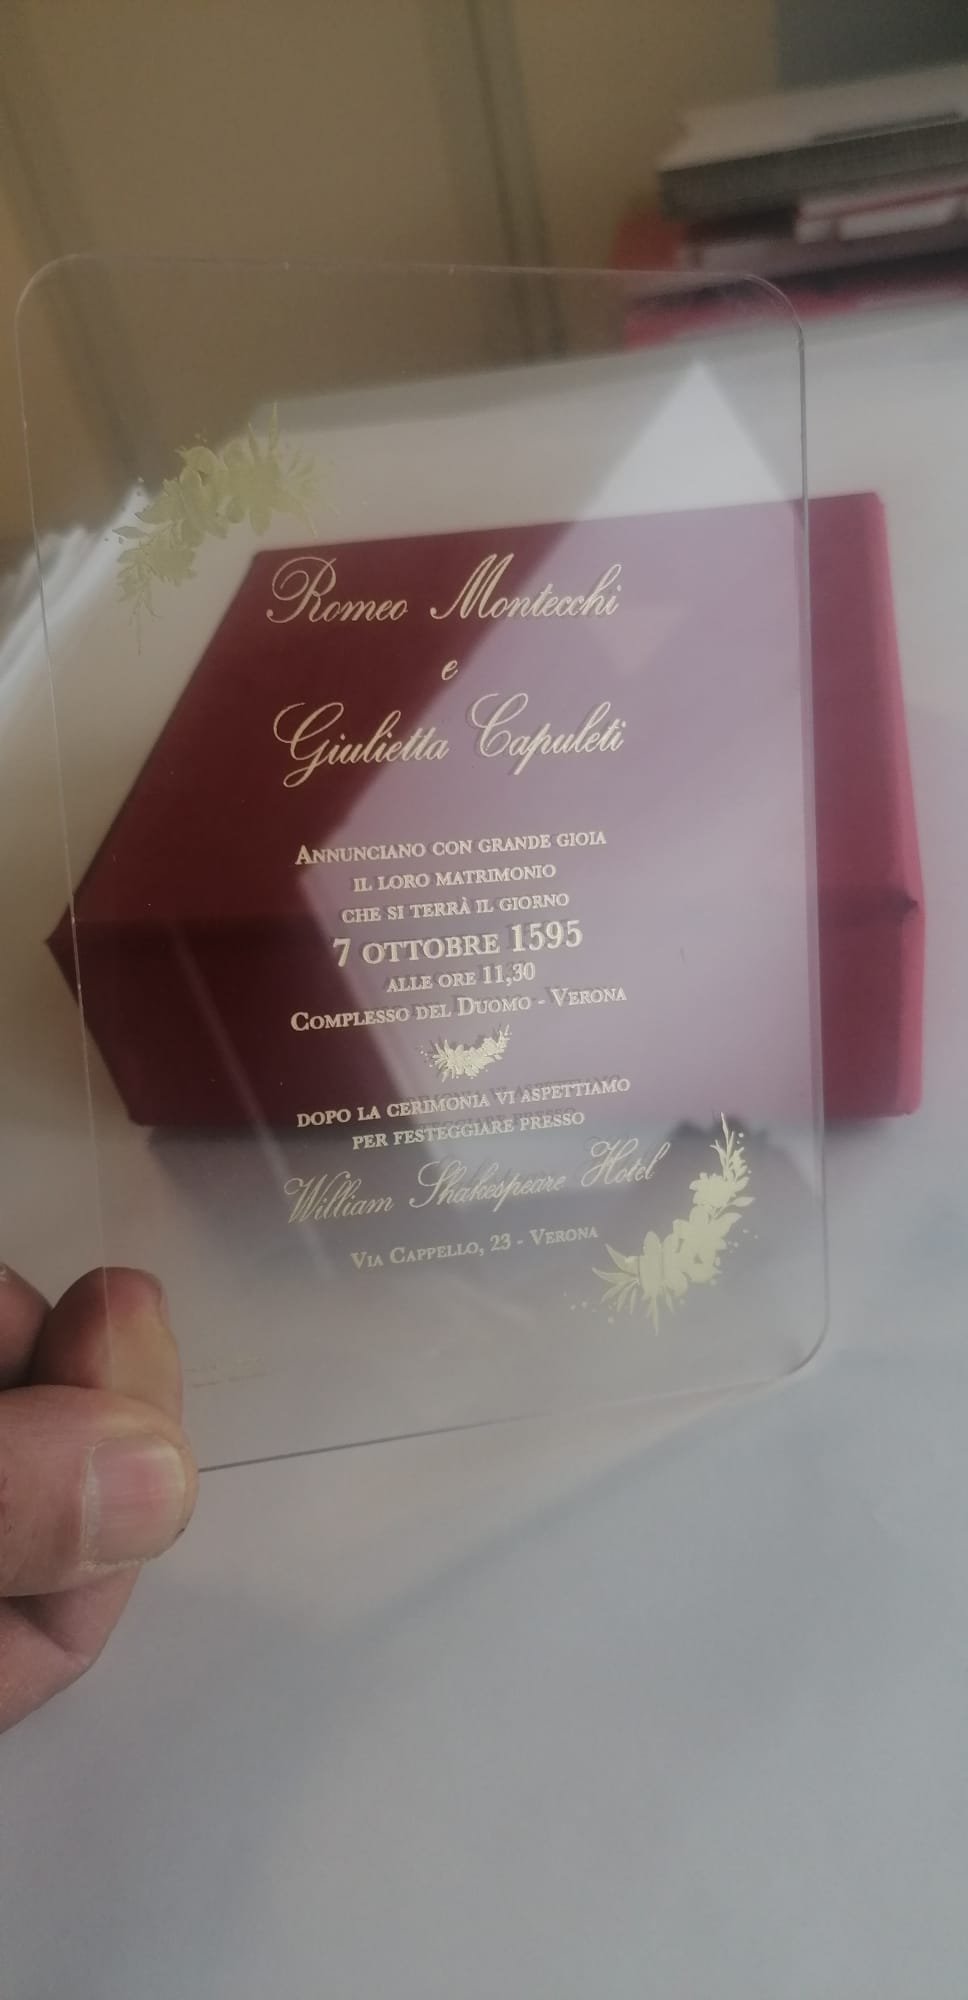 Romeo Montecchi
e
Giulietta Capuleti
Annunciano con grande gioia
il loro matrimonio
che si terrà il giorno
7 ottobre 1595
alle ore 11,30
Complesso del Duomo - Verona
dopo la cerimonia vi aspettiamo
per festeggiare presso
William Shakespeare Hotel
Via Cappello, 23 - Verona